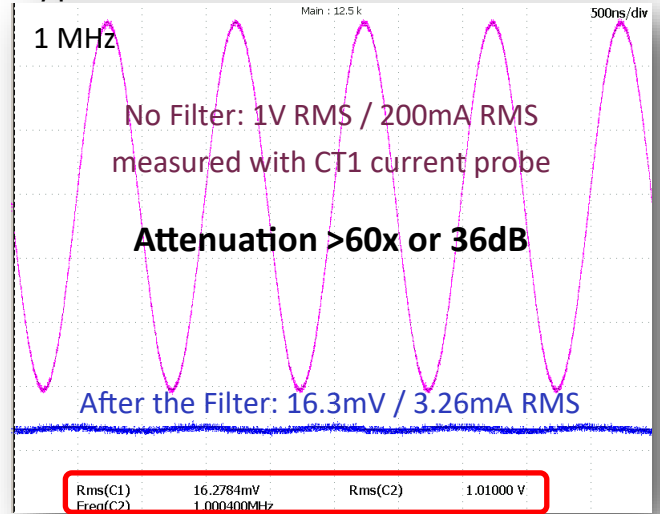 Main : 12.5 k
500ns/div
1 MHz
No Filter: 1V RMS / 200mA RMS
measured with CT1 current probe
Attenuation >60x or 36dB
After the Filter: 16.3mV / 3.26mA RMS
Rms(C1) 16.2784mV Rms(C2) 1.01000 V
Freq(C2) 1.000400MHz